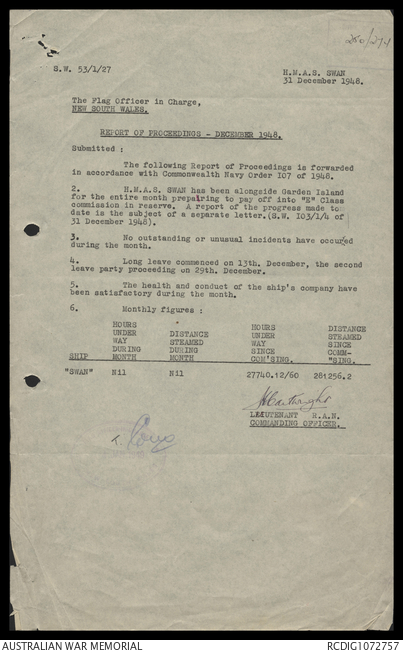 S.W. 53/1/27
H.M.A.S. SWAN
31 December 1948.
The Flag Officer in Charge,
NEW SOUTH WALES.
REPORT OF PROCEEDINGS - DECEMBER 1948.
Submitted :
The following Report of Proceedings is forwarded
in accordance with Commonwealth Navy Order I07 of 1948.
2. H.M.A.S. SWAN has been alongside Garden Island
for the entire month preparing to pay off into "E" Class
commission in reserve. A report of the progress made to
date is the subject of a separate letter.(S.W. I03/1/4 of
31 December 1948).
3. No outstanding or unusual incidents have occured
during the month.
4. Long leave commenced on 13th. December, the second
leave party proceeding on 29th. December.
5. The health and conduct of the ship's company have
been satisfactory during the month.
6. Monthly figures :
HOURS HOURS DISTANCE
UNDER DISTANCE UNDER STEAMED
WAY STEAMED WAY SINCE
DURING DURING SINCE COMM-
SHIP MONTH MONTH COM'SING. "SING.
"SWAN" Nil Nil 27740.12/60 281256.2
LEIUTENANT R.A.N.
COMMANDING OFFICER.
AUSTRALIAN WAR MEMORIAL
RCDIG1072757